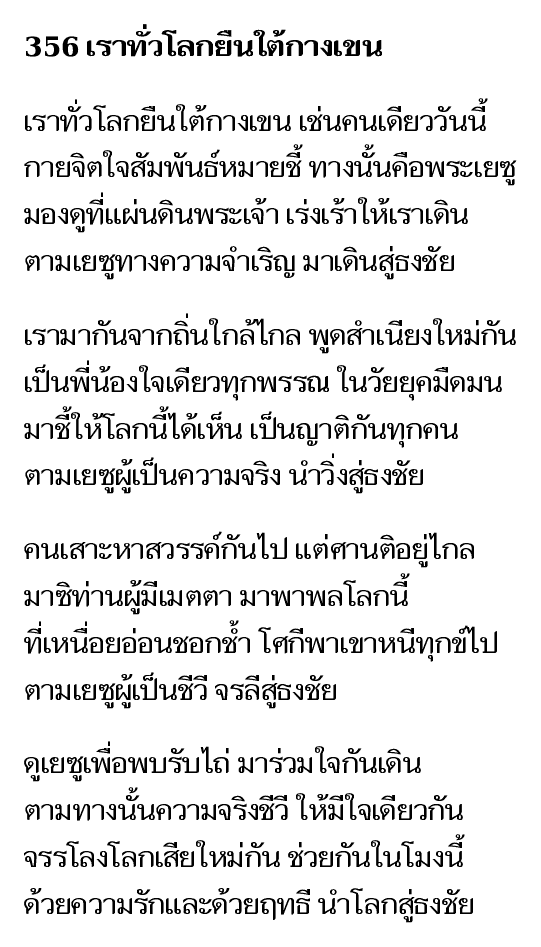 356 เราทั่วโลกยืนใต้กางเขน
เราทั่วโลกยืนใต้กางเขน เช่นคนเดียววันนี้
กายจิตใจสัมพันธ์หมายชี้ ทางนั้นคือพระเยซู
มองดูที่แผ่นดินพระเจ้า เร่งเร้าให้เราเดิน
ตามเยซูทางความจำเริญ มาเดินสู่ธงชัย
เรามากันจากถิ่นใกล้ไกล พูดสำเนียงใหม่กัน
เป็นพี่น้องใจเดียวทุกพรรณ ในวัยยุคมืดมน
มาชี้ให้โลกนี้ได้เห็น เป็นญาติกันทุกคน
ตามเยซูผู้เป็นความจริง นำวิ่งสู่ธงชัย
คนเสาะหาสวรรค์กันไป แต่ศานติอยู่ไกล
มาซิท่านผู้มีเมตตา มาพาพลโลกนี้
ที่เหนื่อยอ่อนชอกช้ำ โศกีพาเขาหนีทุกข์ไป
ตามเยซูผู้เป็นชีวี จรลีสู่ธงชัย
ดูเยซูเพื่อพบรับไถ่ มาร่วมใจกันเดิน
ตามทางนั้นความจริงชีวี ให้มีใจเดียวกัน
จรรโลงโลกเสียใหม่กัน ช่วยกันในโมงนี้
ด้วยความรักและด้วยฤทธี นำโลกสู่ธงชัย